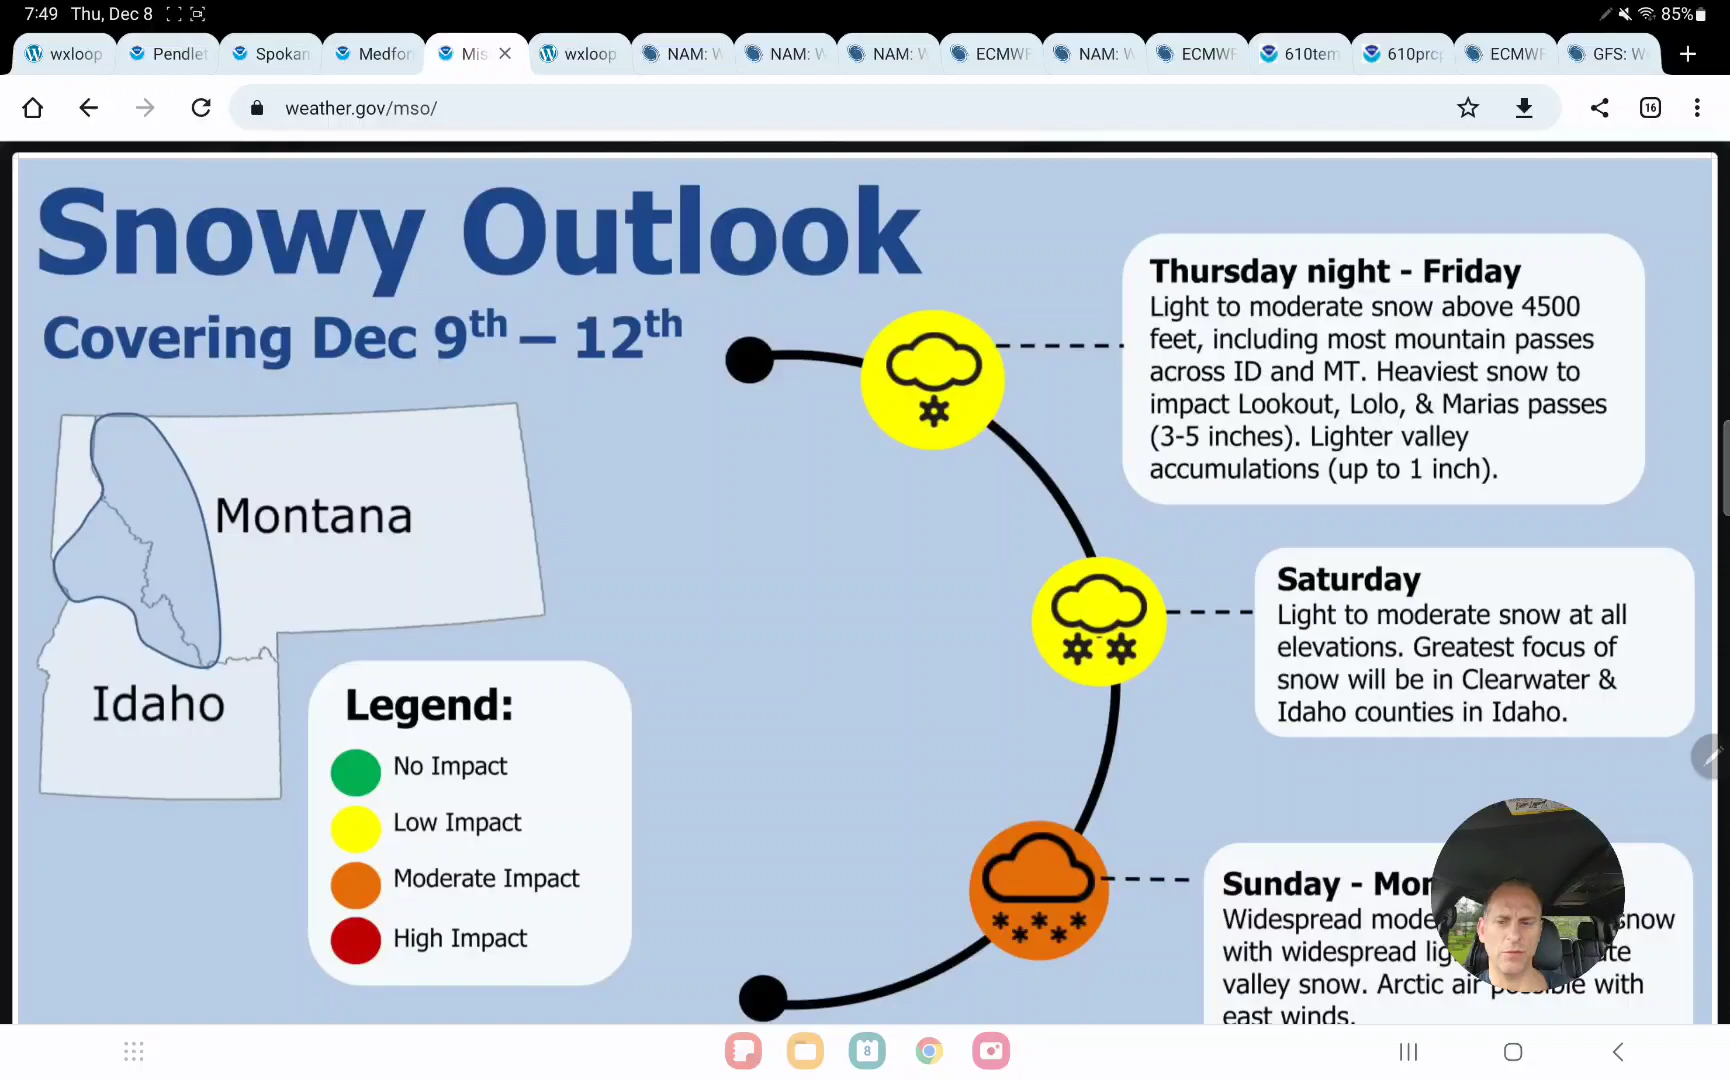 7:49 Thu, Dec 8
85%
wxloop
Pendlet
Spokan
Medfor
Mis
wxloop
NAM: W
NAM: W
NAM: W
ECMWF
NAM: W
ECMWF
610tem
610prcp
ECMWF
GFS: W
weather.gov/mso/
16
Snowy Outlook
Covering Dec 9th – 12th
Montana
Idaho
Legend:
No Impact
Low Impact
Moderate Impact
High Impact
Thursday night - Friday
Light to moderate snow above 4500
feet, including most mountain passes
across ID and MT. Heaviest snow to
impact Lookout, Lolo, & Marias passes
(3-5 inches). Lighter valley
accumulations (up to 1 inch).
Saturday
Light to moderate snow at all
elevations. Greatest focus of
snow will be in Clearwater &
Idaho counties in Idaho.
Sunday - Mon
Widespread mode snow
with widespread lig te
valley snow. Arctic air possible with
east winds.
8